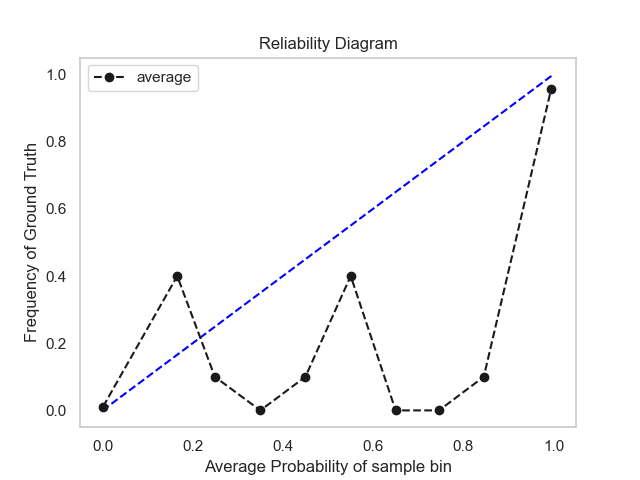 Reliability Diagram
average
Frequency of Ground Truth
1.0
0.8
0.6
0.4
0.2
0.0
0.0 0.2 0.4 0.6 0.8 1.0
Average Probability of sample bin